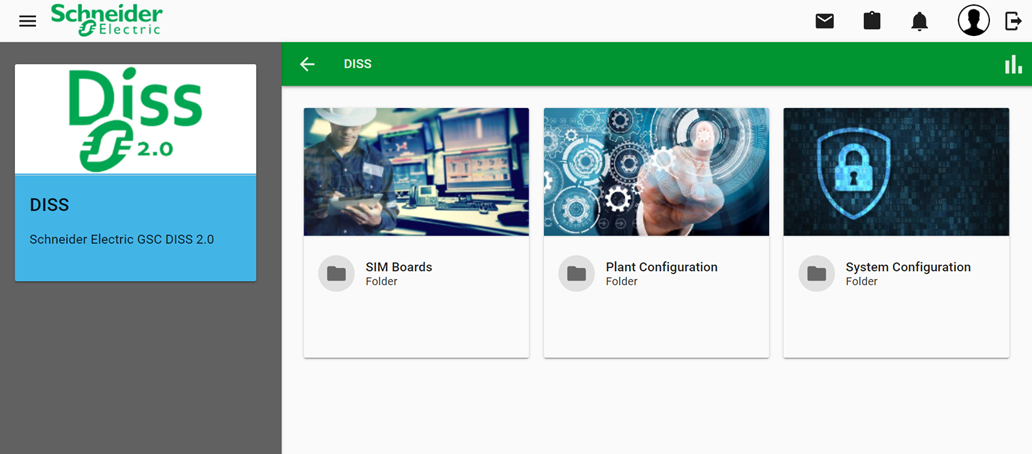 Schneider
Electric
Diss
2.0
DISS
Schneider Electric GSC DISS 2.0
DISS
SIM Boards
Folder
Plant Configuration
Folder
System Configuration
Folder